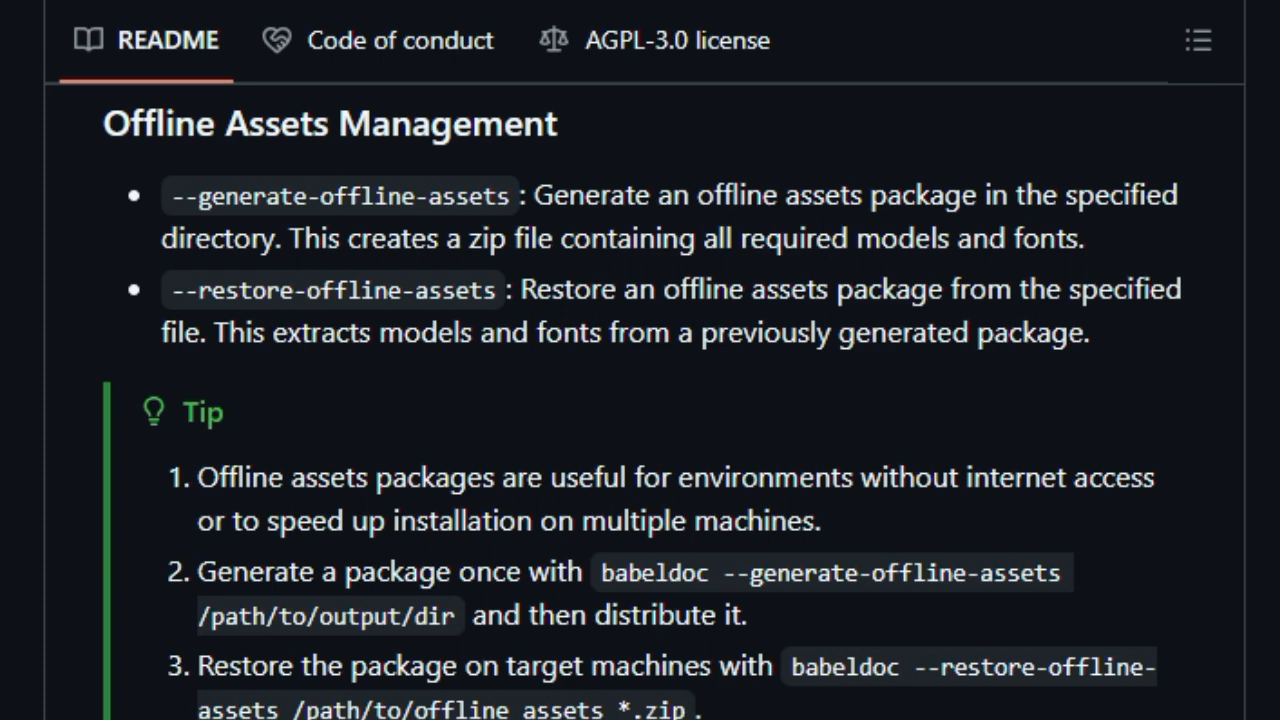 README Code of conduct AGPL-3.0 license
Offline Assets Management
--generate-offline-assets : Generate an offline assets package in the specified
directory. This creates a zip file containing all required models and fonts.
--restore-offline-assets : Restore an offline assets package from the specified
file. This extracts models and fonts from a previously generated package.
Tip
1. Offline assets packages are useful for environments without internet access
or to speed up installation on multiple machines.
2. Generate a package once with babeldoc --generate-offline-assets
/path/to/output/dir and then distribute it.
3. Restore the package on target machines with babeldoc --restore-offline-
assets /path/to/offline_assets_*.zip .